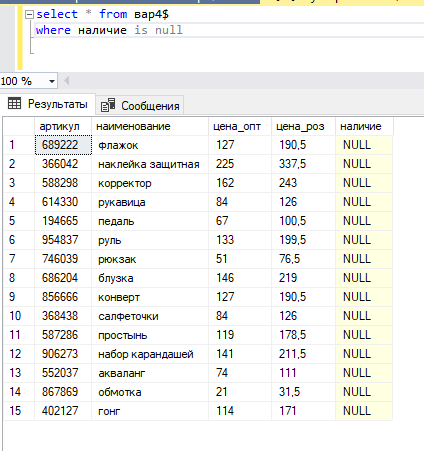 select * from вар4$
where наличие is null
100 %
Результаты Сообщения
артикул наименование цена_опт цена_роз наличие
1 689222 флажок 127 190,5 NULL
2 366042 наклейка защитная 225 337,5 NULL
3 588298 корректор 162 243 NULL
4 614330 рукавица 84 126 NULL
5 194665 педаль 67 100,5 NULL
6 954837 руль 133 199,5 NULL
7 746039 рюкзак 51 76,5 NULL
8 686204 блузка 146 219 NULL
9 856666 конверт 127 190,5 NULL
10 368438 салфеточки 84 126 NULL
11 587286 простынь 119 178,5 NULL
12 906273 набор карандашей 141 211,5 NULL
13 552037 акваланг 74 111 NULL
14 867869 обмотка 21 31,5 NULL
15 402127 гонг 114 171 NULL